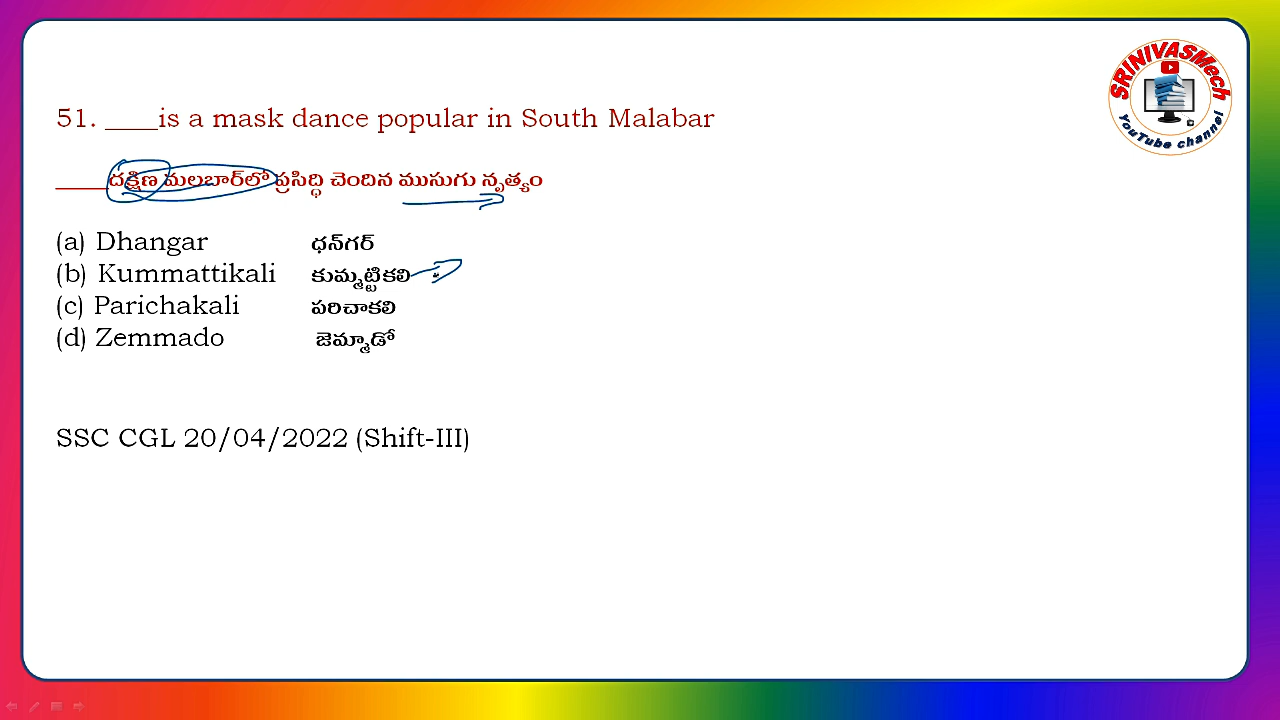 SRINIVASMech
YouTube channel
51. ____is a mask dance popular in South Malabar
____దక్షిణ మలబార్‌లో ప్రసిద్ధి చెందిన ముసుగు నృత్యం
(a) Dhangar ధన్‌గర్
(b) Kummattikali కుమ్మట్టికలి
(c) Parichakali పరిచాకలి
(d) Zemmado జెమ్మాడో
SSC CGL 20/04/2022 (Shift-III)